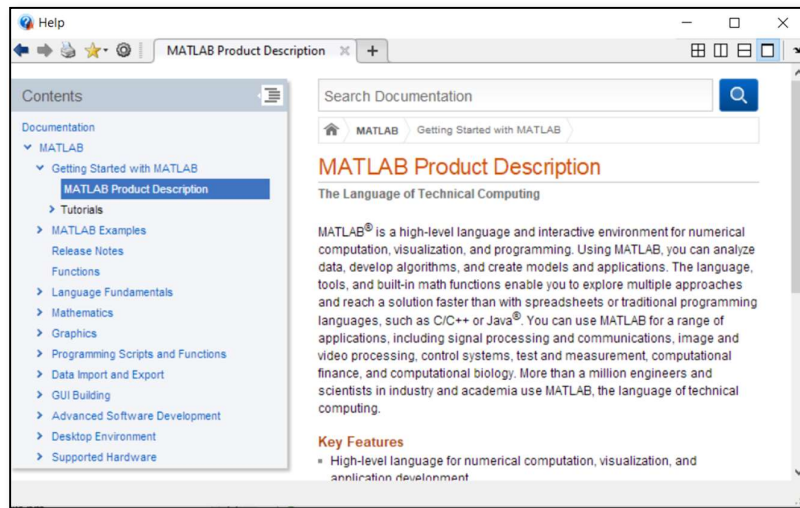 Help
MATLAB Product Description
Contents
Documentation
MATLAB
Getting Started with MATLAB
MATLAB Product Description
Tutorials
MATLAB Examples
Release Notes
Functions
Language Fundamentals
Mathematics
Graphics
Programming Scripts and Functions
Data Import and Export
GUI Building
Advanced Software Development
Desktop Environment
Supported Hardware
Search Documentation
MATLAB Getting Started with MATLAB
MATLAB Product Description
The Language of Technical Computing
MATLAB® is a high-level language and interactive environment for numerical
computation, visualization, and programming. Using MATLAB, you can analyze
data, develop algorithms, and create models and applications. The language,
tools, and built-in math functions enable you to explore multiple approaches
and reach a solution faster than with spreadsheets or traditional programming
languages, such as C/C++ or Java®. You can use MATLAB for a range of
applications, including signal processing and communications, image and
video processing, control systems, test and measurement, computational
finance, and computational biology. More than a million engineers and
scientists in industry and academia use MATLAB, the language of technical
computing.
Key Features
High-level language for numerical computation, visualization, and
application development